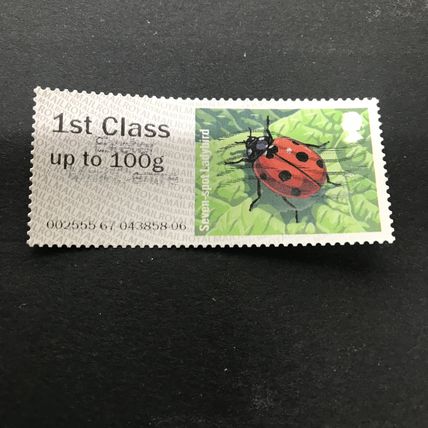 1st Class
up to 100g
002555 67-043858-06
Seven-spot Ladybird